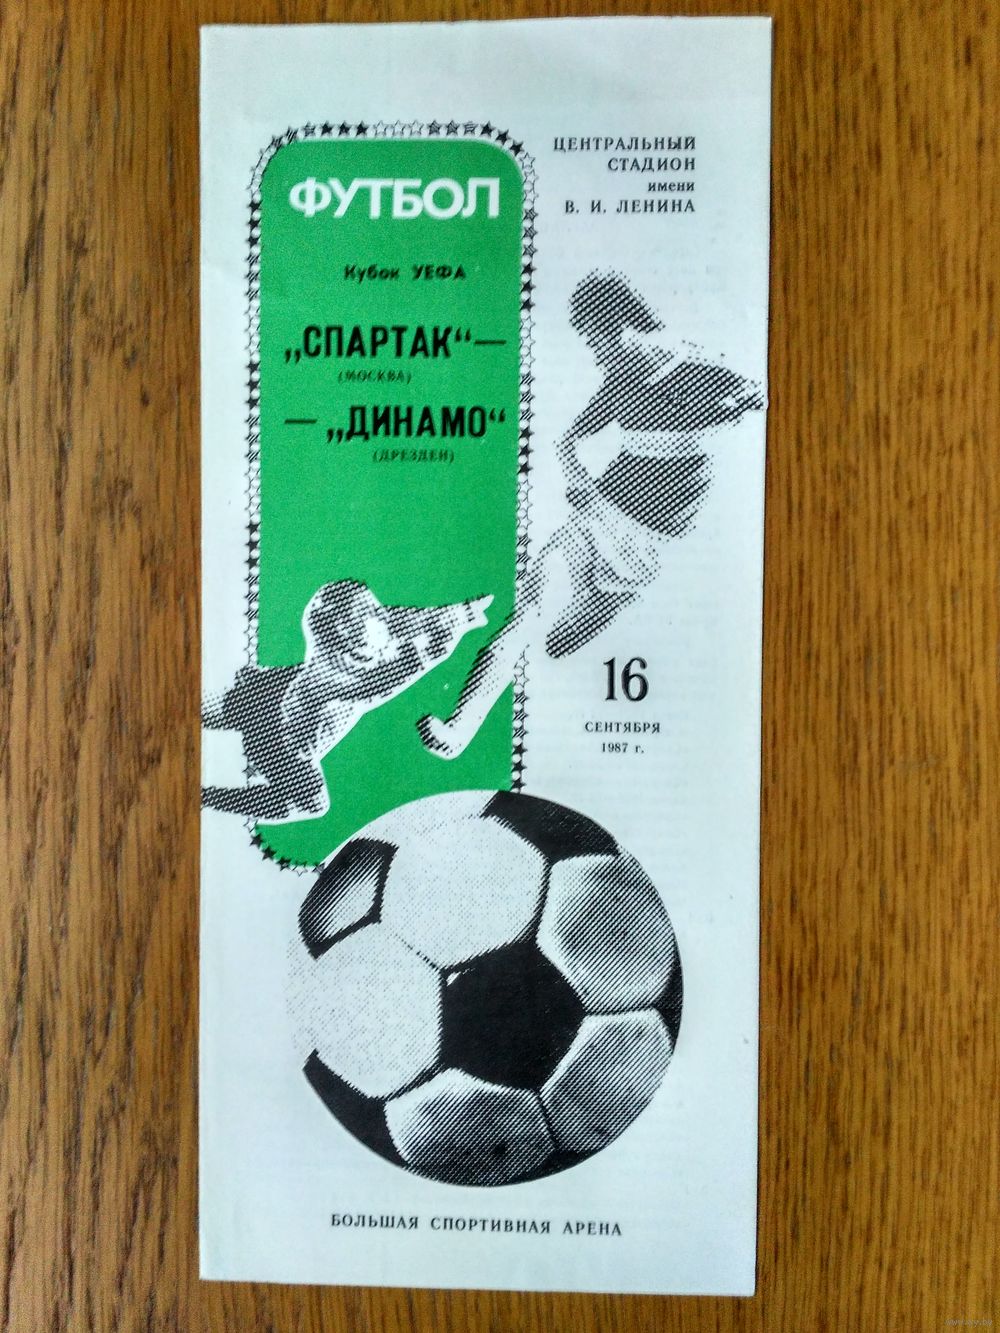 ЦЕНТРАЛЬНЫЙ
СТАДИОН
имени
В. И. ЛЕНИНА
ФУТБОЛ
Кубок УЕФА
„СПАРТАК“—
(МОСКВА)
— „ДИНАМО“
(ДРЕЗДЕН)
16
СЕНТЯБРЯ
1987 г.
БОЛЬШАЯ СПОРТИВНАЯ АРЕНА